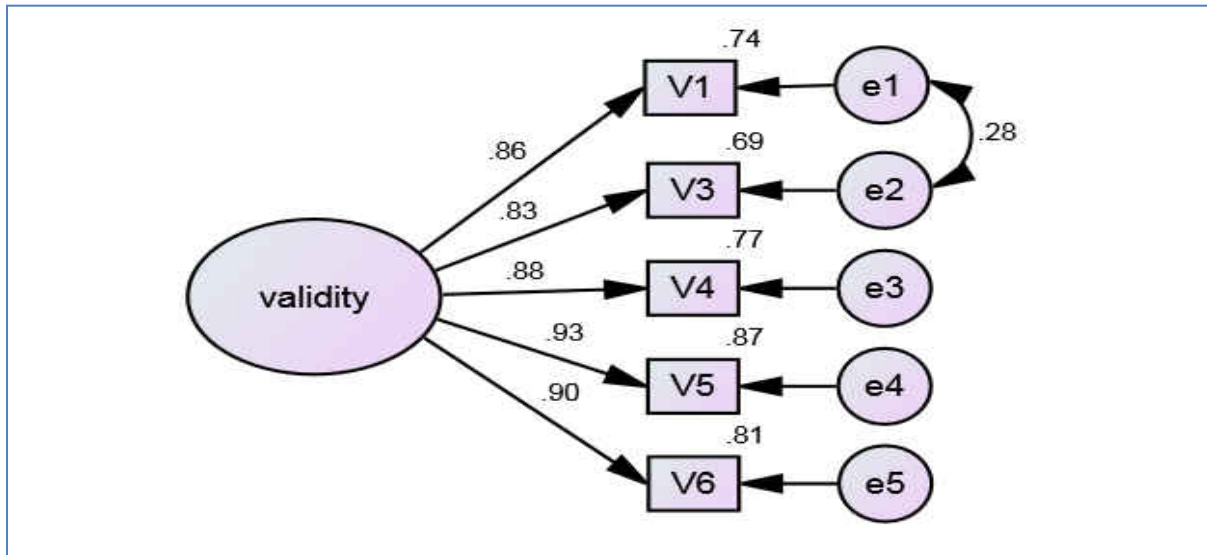 .74
V1
e1
.86
.28
.69
V3
e2
.83
.77
.88
V4
e3
validity
.93
.87
V5
e4
.90
.81
V6
e5